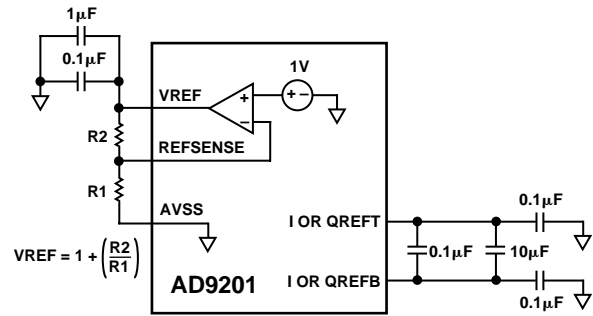 1µF
0.1µF
1V
VREF
+
+ −
−
R2
REFSENSE
R1
AVSS
VREF = 1 + (R2/R1)
AD9201
I OR QREFT
I OR QREFB
0.1µF
0.1µF
10µF
0.1µF